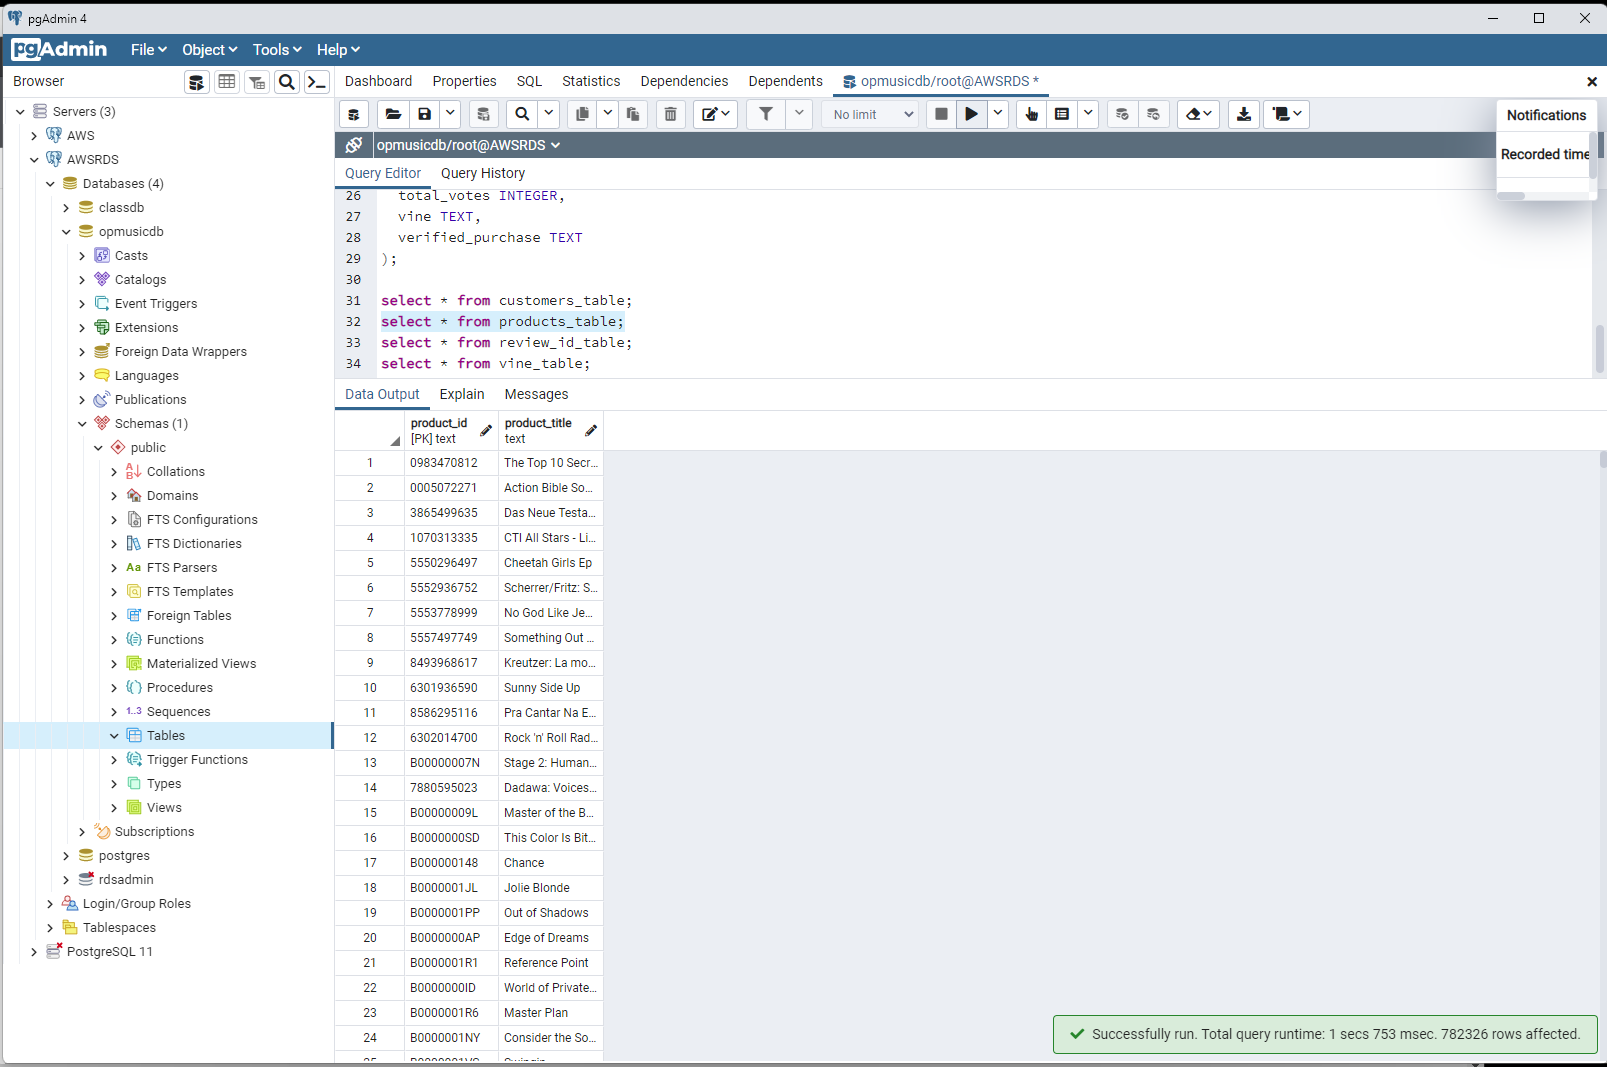 pgAdmin 4
pgAdmin File Object Tools Help
Browser
Dashboard Properties SQL Statistics Dependencies Dependents opmusicdb/root@AWSRDS *
No limit
Notifications
Recorded time
opmusicdb/root@AWSRDS
Query Editor Query History
Servers (3)
AWS
AWSRDS
Databases (4)
classdb
opmusicdb
Casts
Catalogs
Event Triggers
Extensions
Foreign Data Wrappers
Languages
Publications
Schemas (1)
public
Collations
Domains
FTS Configurations
FTS Dictionaries
Aa FTS Parsers
FTS Templates
Foreign Tables
Functions
Materialized Views
Procedures
1..3 Sequences
Tables
Trigger Functions
Types
Views
Subscriptions
postgres
rdsadmin
Login/Group Roles
Tablespaces
PostgreSQL 11
26 total_votes INTEGER,
27 vine TEXT,
28 verified_purchase TEXT
29 );
30
31 select * from customers_table;
32 select * from products_table;
33 select * from review_id_table;
34 select * from vine_table;
Data Output Explain Messages
product_id product_title
[PK] text text
1 0983470812 The Top 10 Secr...
2 0005072271 Action Bible So...
3 3865499635 Das Neue Testa...
4 1070313335 CTI All Stars - Li...
5 5550296497 Cheetah Girls Ep
6 5552936752 Scherrer/Fritz: S...
7 5553778999 No God Like Je...
8 5557497749 Something Out ...
9 8493968617 Kreutzer: La mo...
10 6301936590 Sunny Side Up
11 8586295116 Pra Cantar Na E...
12 6302014700 Rock 'n' Roll Rad...
13 B00000007N Stage 2: Human...
14 7880595023 Dadawa: Voices...
15 B00000009L Master of the B...
16 B0000000SD This Color Is Bit...
17 B000000148 Chance
18 B0000001JL Jolie Blonde
19 B0000001PP Out of Shadows
20 B0000000AP Edge of Dreams
21 B0000001R1 Reference Point
22 B0000000ID World of Private...
23 B0000001R6 Master Plan
24 B0000001NY Consider the So...
Successfully run. Total query runtime: 1 secs 753 msec. 782326 rows affected.